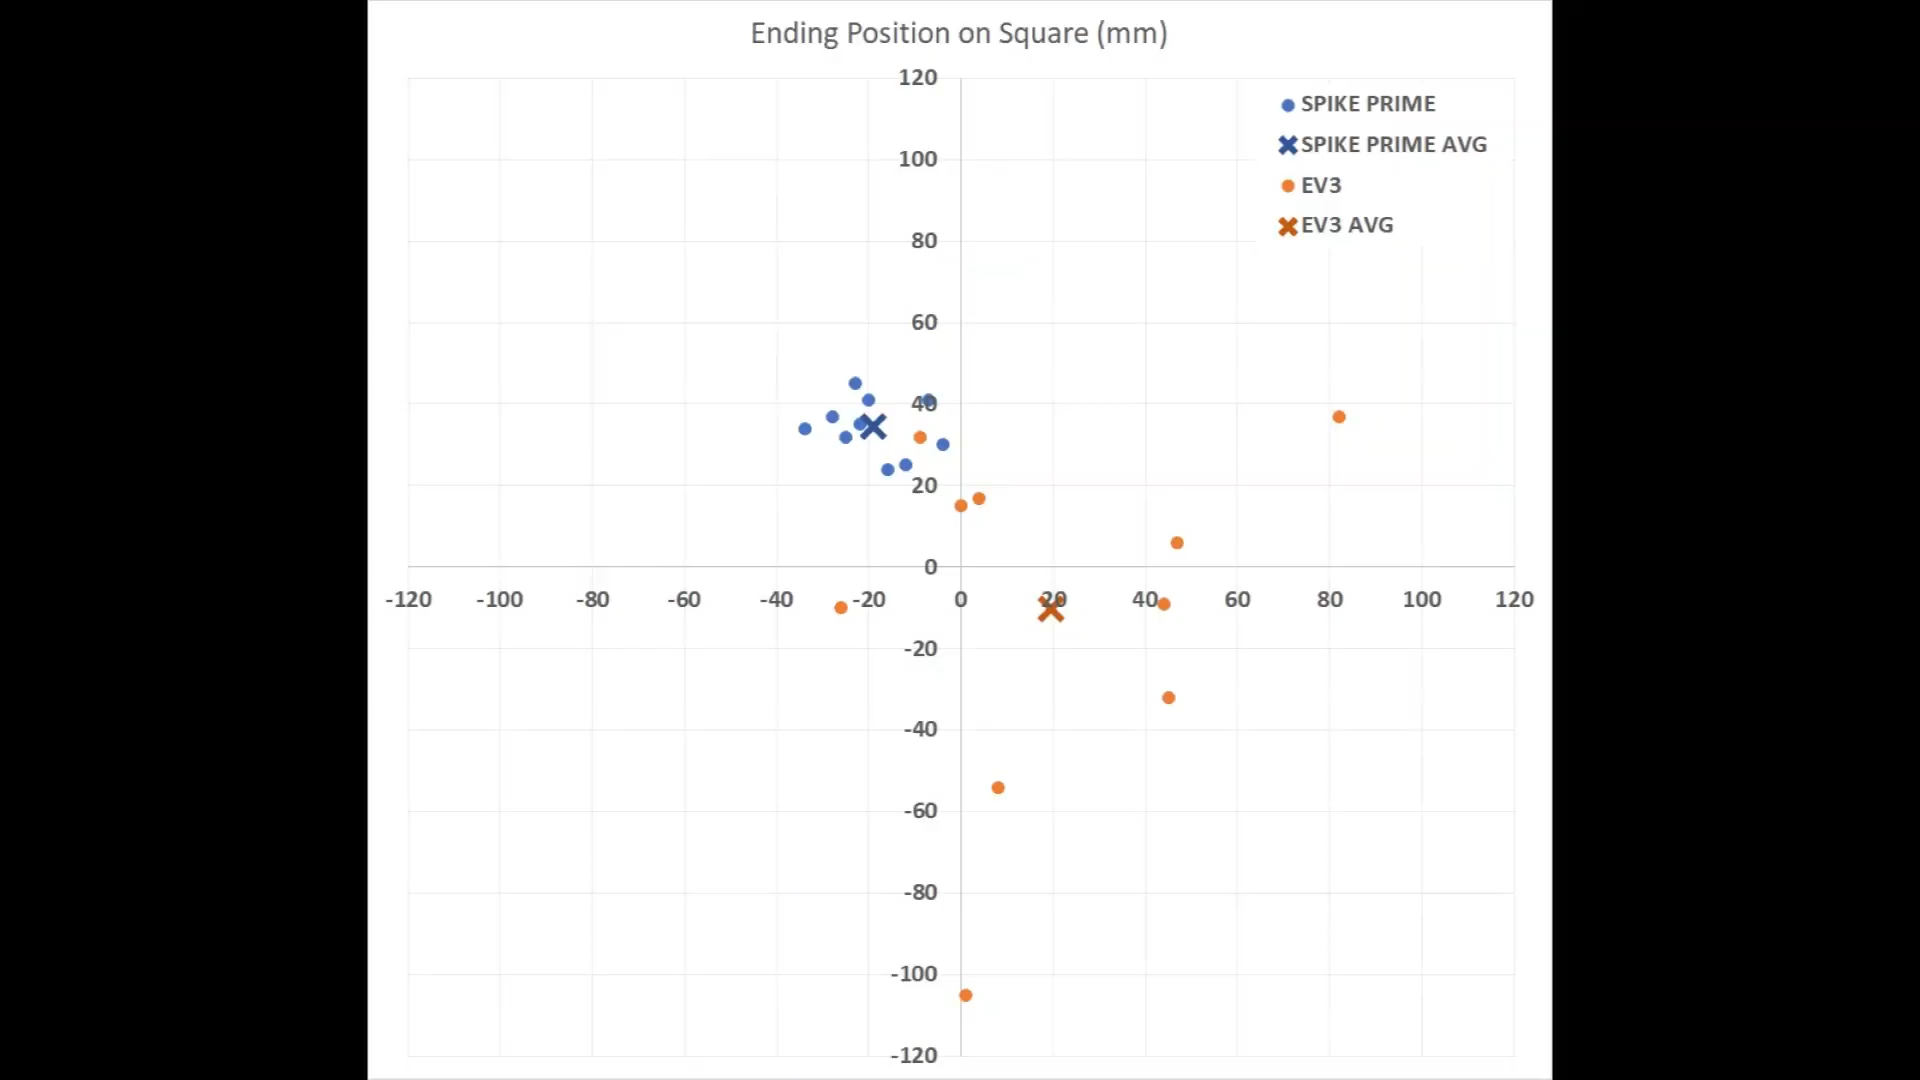 Ending Position on Square (mm)
120
SPIKE PRIME
SPIKE PRIME AVG
100
EV3
EV3 AVG
80
60
40
20
0
-120 -100 -80 -60 -40 -20 0 20 40 60 80 100 120
-20
-40
-60
-80
-100
-120